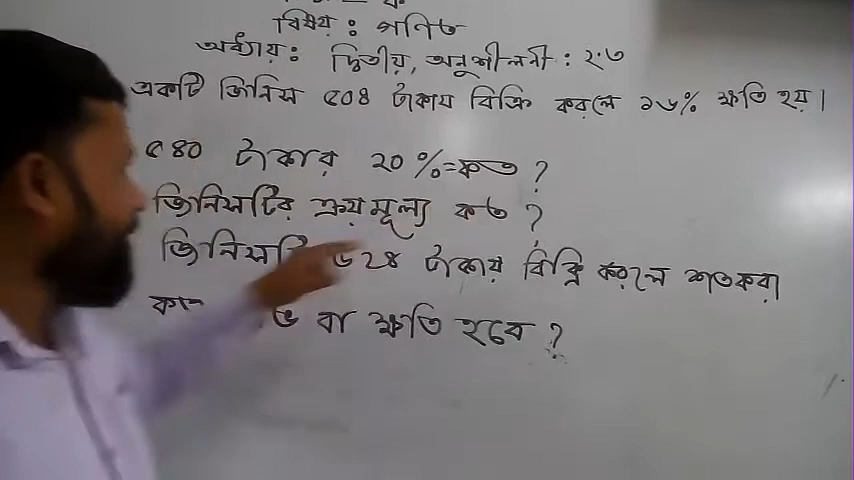 বিষয় : গণিত
অধ্যায় : দ্বিতীয়, অনুশীলনী : ২.৩
একটি জিনিস ৫০৪ টাকায় বিক্রি করলে ১৬% ক্ষতি হয়।
৫৪০ টাকার ২০%=কত ?
জিনিসটির ক্রয়মূল্য কত ?
জিনিসটি ৬২৪ টাকায় বিক্রি করলে শতকরা
বা ক্ষতি হবে ?